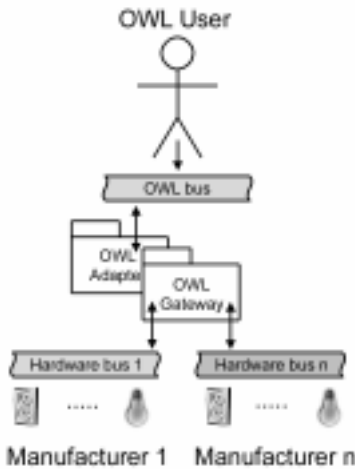 OWL User
OWL bus
OWL
Adapte
OWL
Gateway
Hardware bus 1
Hardware bus n
.....
.....
Manufacturer 1
Manufacturer n